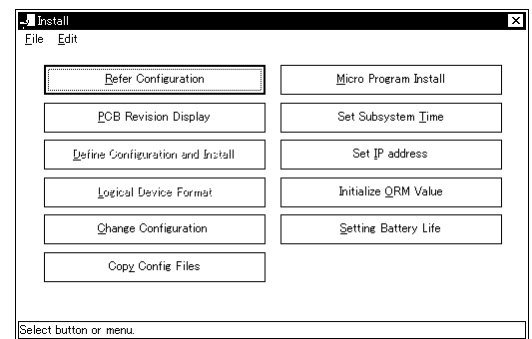 Install
File Edit
Refer Configuration
PCB Revision Display
Define Configuration and Install
Logical Device Format
Change Configuration
Copy Config Files
Micro Program Install
Set Subsystem Time
Set IP address
Initialize ORM Value
Setting Battery Life
Select button or menu.